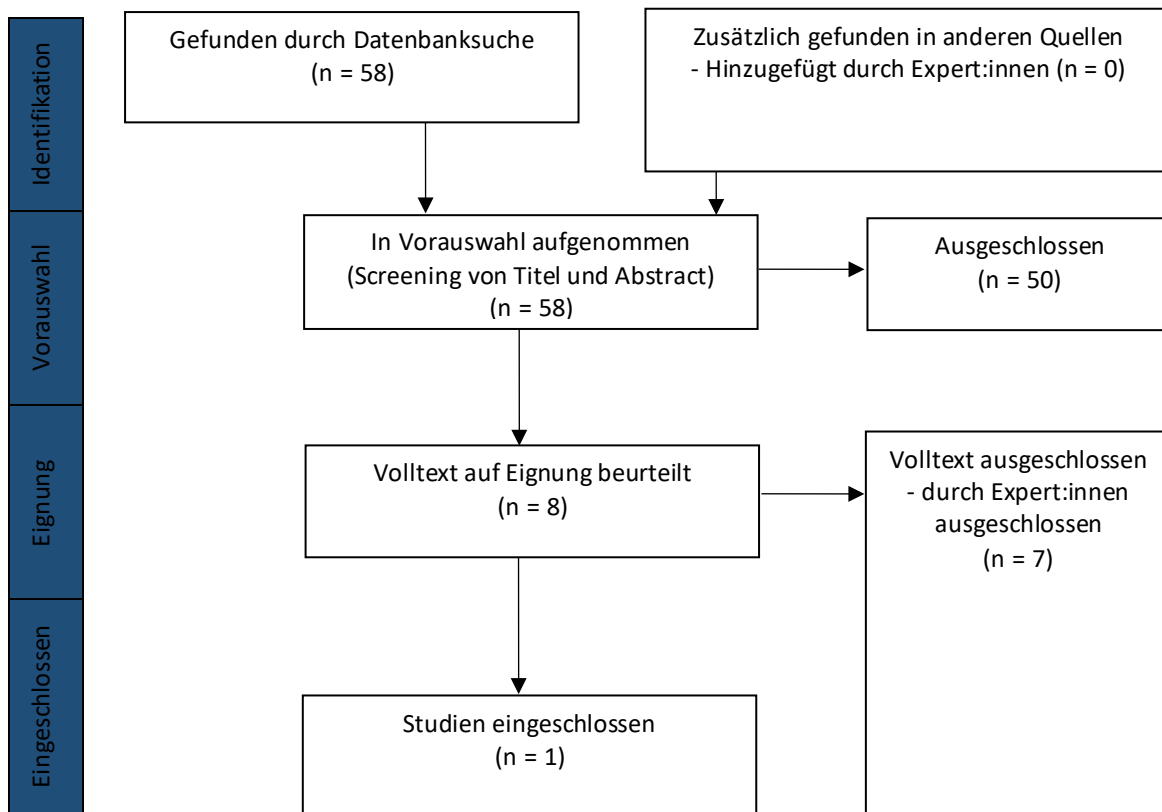 Identifikation
Gefunden durch Datenbanksuche
(n = 58)
Zusätzlich gefunden in anderen Quellen
- Hinzugefügt durch Expert:innen (n = 0)
Vorauswahl
In Vorauswahl aufgenommen
(Screening von Titel und Abstract)
(n = 58)
Ausgeschlossen
(n = 50)
Eignung
Volltext auf Eignung beurteilt
(n = 8)
Volltext ausgeschlossen
- durch Expert:innen
ausgeschlossen
(n = 7)
Eingeschlossen
Studien eingeschlossen
(n = 1)